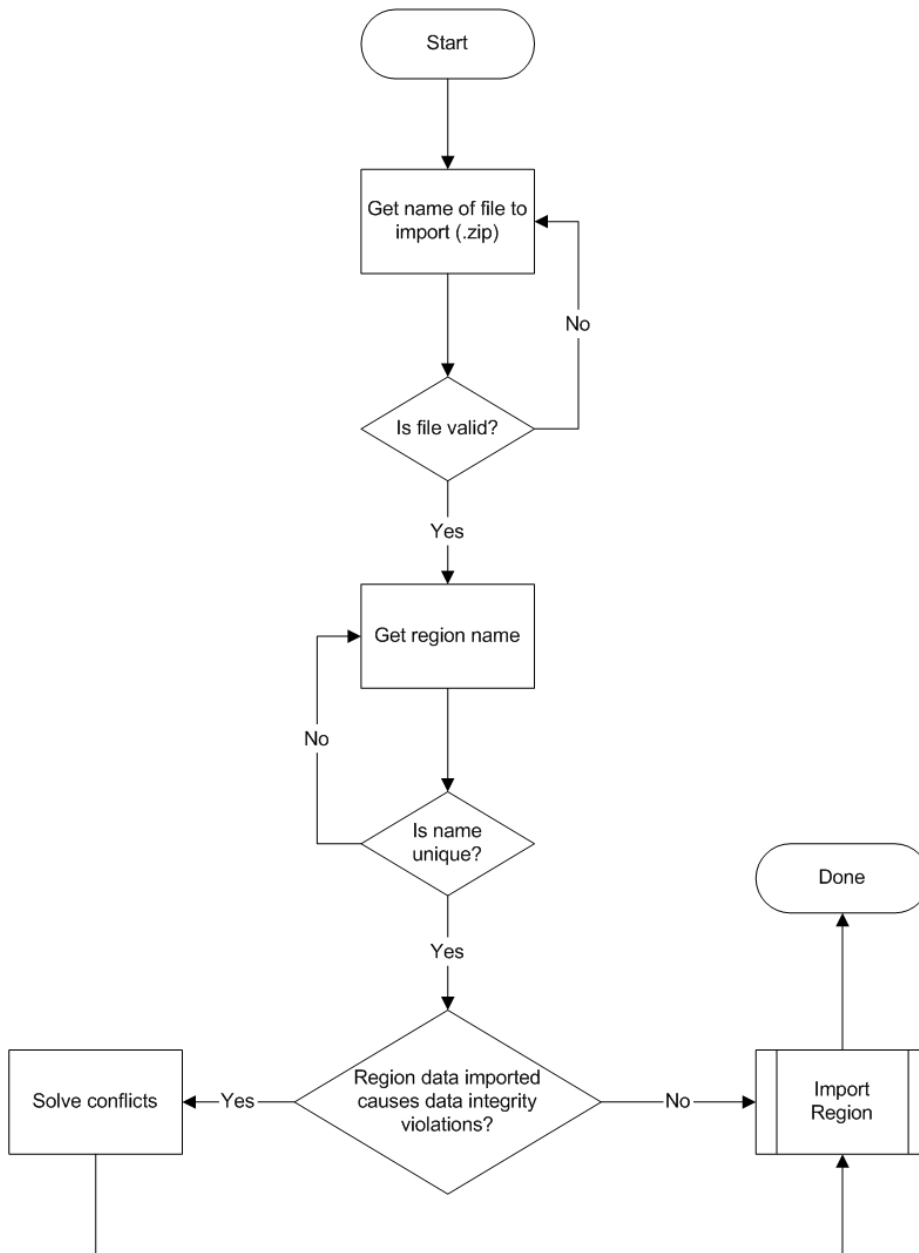 Start
Get name of file to
import (.zip)
No
Is file valid?
Yes
Get region name
No
Is name
unique?
Done
Yes
Solve conflicts
Yes
Region data imported
causes data integrity
violations?
No
Import
Region